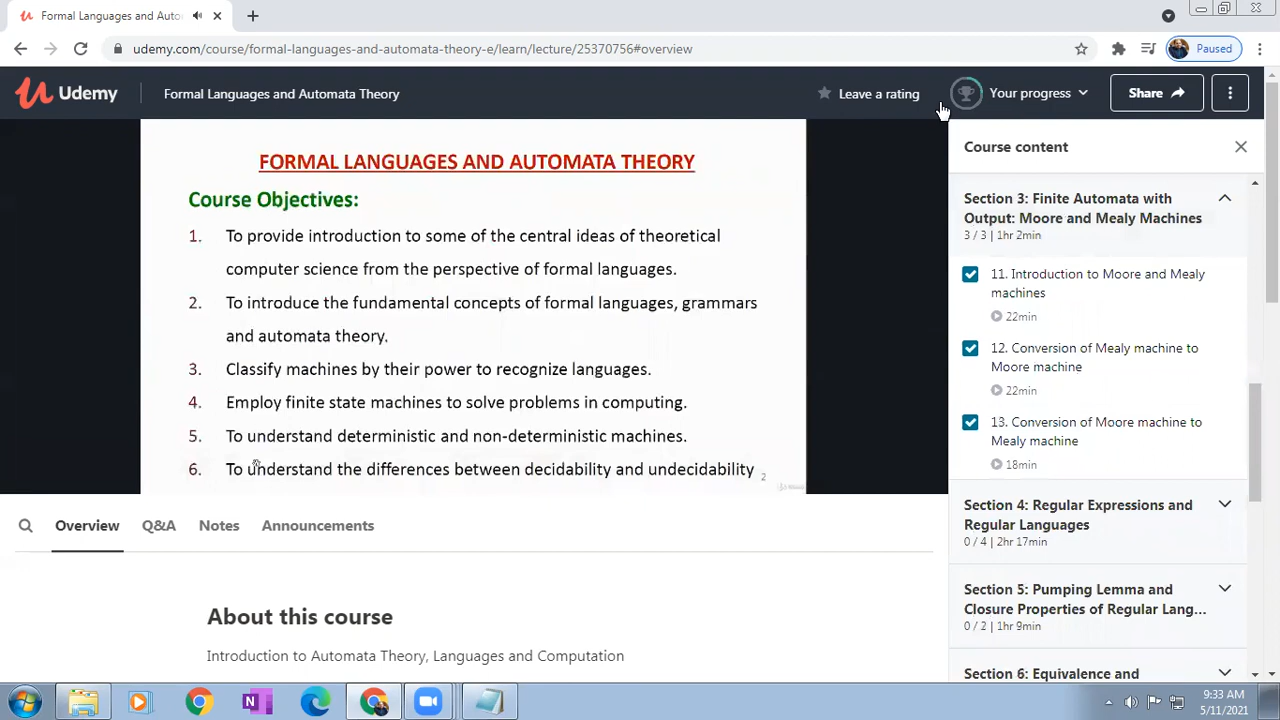 Formal Languages and Autom
udemy.com/course/formal-languages-and-automata-theory-e/learn/lecture/25370756#overview
Paused
Udemy
Formal Languages and Automata Theory
Leave a rating
Your progress
Share
FORMAL LANGUAGES AND AUTOMATA THEORY
Course Objectives:
1. To provide introduction to some of the central ideas of theoretical
computer science from the perspective of formal languages.
2. To introduce the fundamental concepts of formal languages, grammars
and automata theory.
3. Classify machines by their power to recognize languages.
4. Employ finite state machines to solve problems in computing.
5. To understand deterministic and non-deterministic machines.
6. To understand the differences between decidability and undecidability
2
Course content
Section 3: Finite Automata with
Output: Moore and Mealy Machines
3 / 3 | 1hr 2min
11. Introduction to Moore and Mealy
machines
22min
12. Conversion of Mealy machine to
Moore machine
22min
13. Conversion of Moore machine to
Mealy machine
18min
Section 4: Regular Expressions and
Regular Languages
0 / 4 | 2hr 17min
Section 5: Pumping Lemma and
Closure Properties of Regular Lang...
0 / 2 | 1hr 9min
Section 6: Equivalence and
Overview Q&A Notes Announcements
About this course
Introduction to Automata Theory, Languages and Computation
9:33 AM
5/11/2021